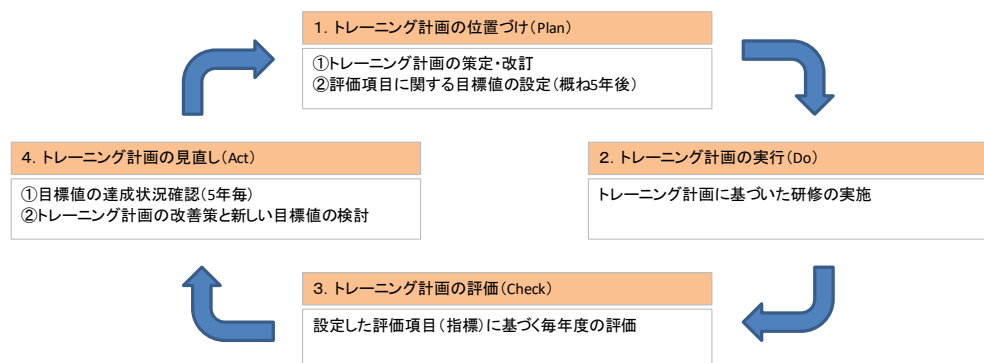 1. トレーニング計画の位置づけ(Plan)
①トレーニング計画の策定・改訂
②評価項目に関する目標値の設定(概ね5年後)
4. トレーニング計画の見直し(Act)
①目標値の達成状況確認(5年毎)
②トレーニング計画の改善策と新しい目標値の検討
2. トレーニング計画の実行(Do)
トレーニング計画に基づいた研修の実施
3. トレーニング計画の評価(Check)
設定した評価項目(指標)に基づく毎年度の評価